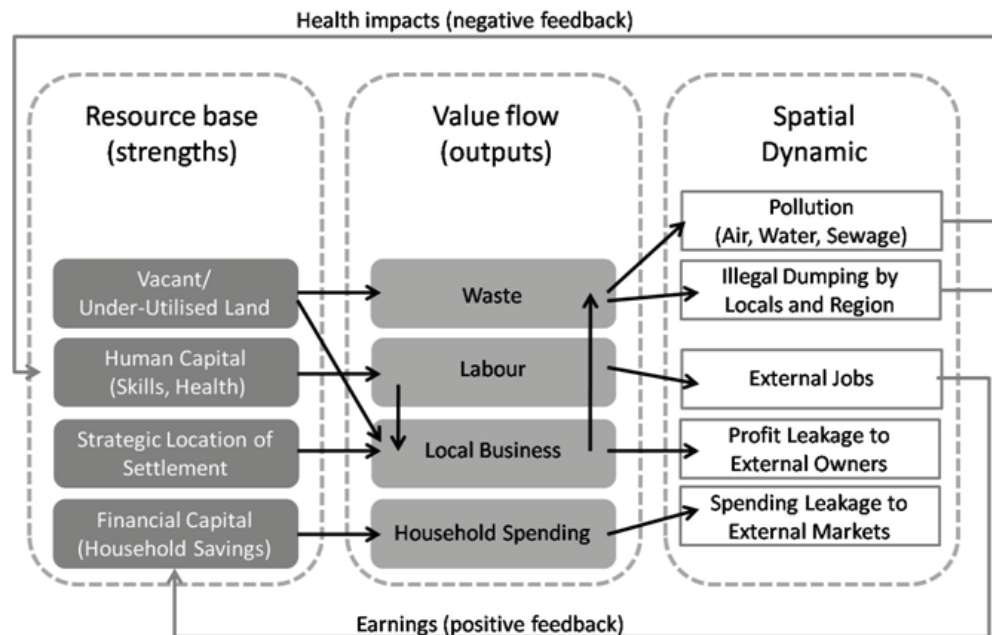 Health impacts (negative feedback)
Resource base
(strengths)
Vacant/
Under-Utilised Land
Human Capital
(Skills, Health)
Strategic Location of
Settlement
Financial Capital
(Household Savings)
Value flow
(outputs)
Waste
Labour
Local Business
Household Spending
Spatial
Dynamic
Pollution
(Air, Water, Sewage)
Illegal Dumping by
Locals and Region
External Jobs
Profit Leakage to
External Owners
Spending Leakage to
External Markets
Earnings (positive feedback)